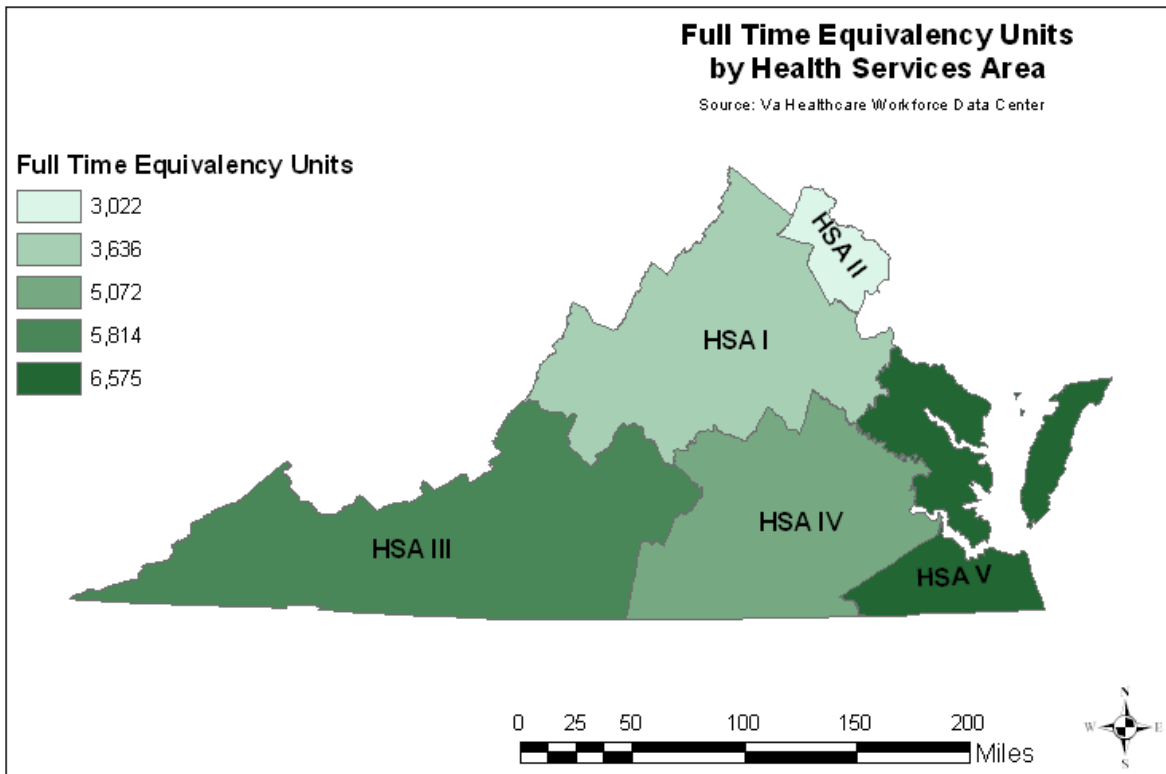 Full Time Equivalency Units
by Health Services Area
Source: Va Healthcare Workforce Data Center
Full Time Equivalency Units
3,022
3,636
5,072
5,814
6,575
HSA II
HSA I
HSA III
HSA IV
HSA V
0 25 50 100 150 200
Miles
N
W E
S